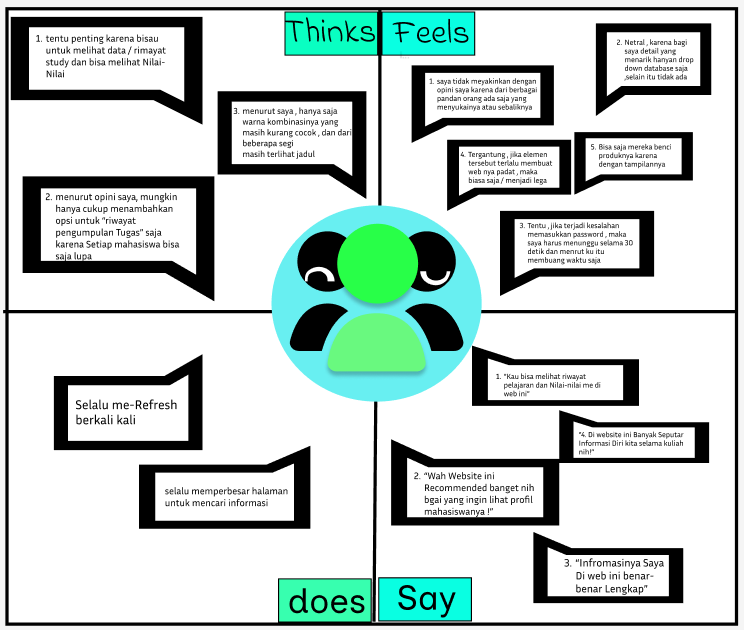 Thinks
1. tentu penting karena bisau
untuk melihat data / rimayat
study dan bisa melihat Nilai-
Nilai
3. menurut saya , hanya saja
warna kombinasinya yang
masih kurang cocok , dan dari
beberapa segi
masih terlihat jadul
2. menurut opini saya, mungkin
hanya cukup menambahkan
opsi untuk "riwayat
pengumpulan Tugas" saja
karena Setiap mahasiswa bisa
saja lupa
Feels
2. Netral , karena bagi
saya detail yang
menarik hanyan drop
down database saja
,selain itu tidak ada
1. saya tidak meyakinkan dengan
opini saya karena dari berbagai
pandan orang ada saja yang
menyukainya atau sebaliknya
4. Tergantung , jika elemen
tersebut terlalu membuat
web nya padat , maka
biasa saja / menjadi lega
5. Bisa saja mereka benci
produknya karena
dengan tampilannya
3. Tentu , jika terjadi kesalahan
memasukkan password , maka
saya harus menunggu selama 30
detik dan menrut ku itu
membuang waktu saja
Selalu me-Refresh
berkali kali
selalu memperbesar halaman
untuk mencari informasi
does
1. "Kau bisa melihat riwayat
pelajaran dan Nilai-nilai me di
web ini"
"4. Di website ini Banyak Seputar
Informasi Diri kita selama kuliah
nih!"
2. "Wah Website ini
Recommended banget nih
bgai yang ingin lihat profil
mahasiswanya !"
3. "Infromasinya Saya
Di web ini benar-
benar Lengkap"
Say